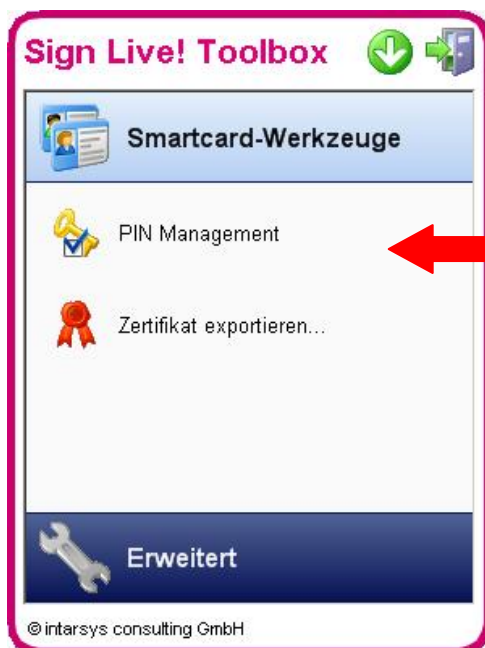 Sign Live! Toolbox
Smartcard-Werkzeuge
PIN Management
Zertifikat exportieren...
Erweitert
© intarsys consulting GmbH